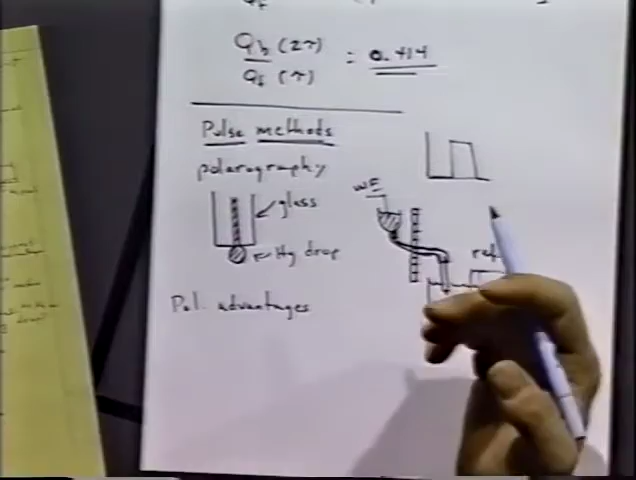 Qb (2τ)
Qf (τ)
= 0.414
Pulse methods
polarography
glass
Hg drop
WE
ref
Pol. advantages